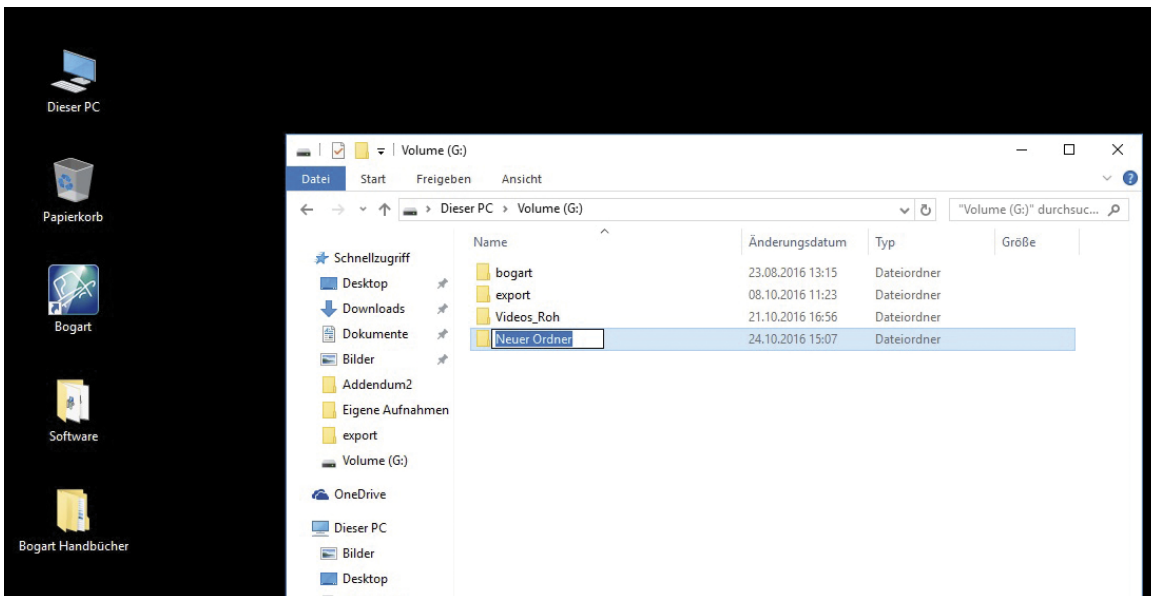 Dieser PC
Papierkorb
Bogart
Software
Bogart Handbücher
Volume (G:)
Datei Start Freigeben Ansicht
Dieser PC Volume (G:) "Volume (G:)" durchsuc...
Name Änderungsdatum Typ Größe
bogart 23.08.2016 13:15 Dateiordner
export 08.10.2016 11:23 Dateiordner
Videos_Roh 21.10.2016 16:56 Dateiordner
Neuer Ordner 24.10.2016 15:07 Dateiordner
Schnellzugriff
Desktop
Downloads
Dokumente
Bilder
Addendum2
Eigene Aufnahmen
export
Volume (G:)
OneDrive
Dieser PC
Bilder
Desktop